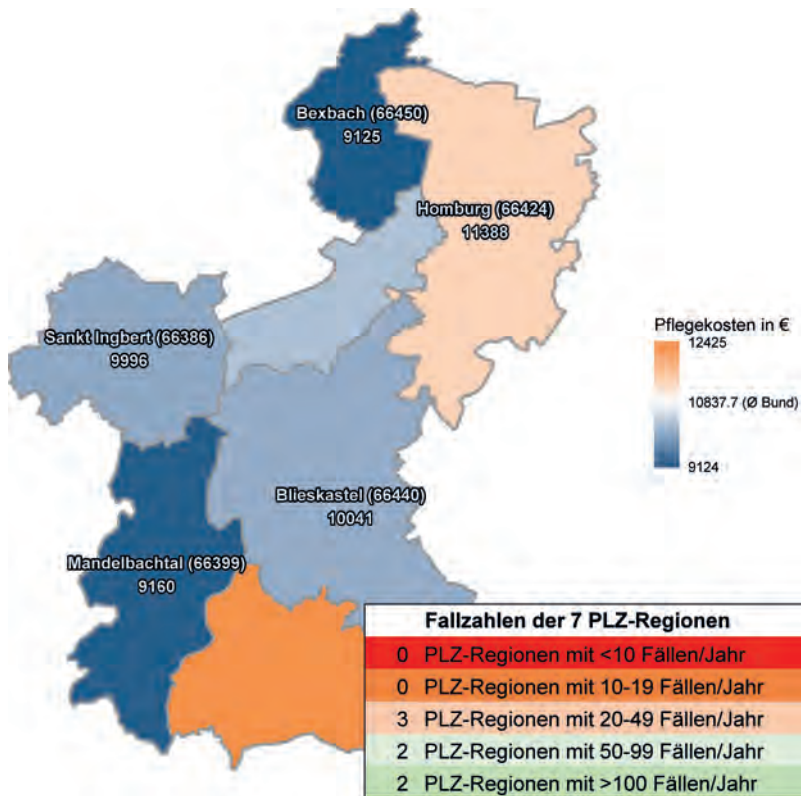 Bexbach (66450)
9125
Homburg (66424)
11388
Sankt Ingbert (66386)
9996
Pflegekosten in €
12425
10837.7 (Ø Bund)
9124
Blieskastel (66440)
10041
Mandelbachtal (66399)
9160
Fallzahlen der 7 PLZ-Regionen
0 PLZ-Regionen mit <10 Fällen/Jahr
0 PLZ-Regionen mit 10-19 Fällen/Jahr
3 PLZ-Regionen mit 20-49 Fällen/Jahr
2 PLZ-Regionen mit 50-99 Fällen/Jahr
2 PLZ-Regionen mit >100 Fällen/Jahr